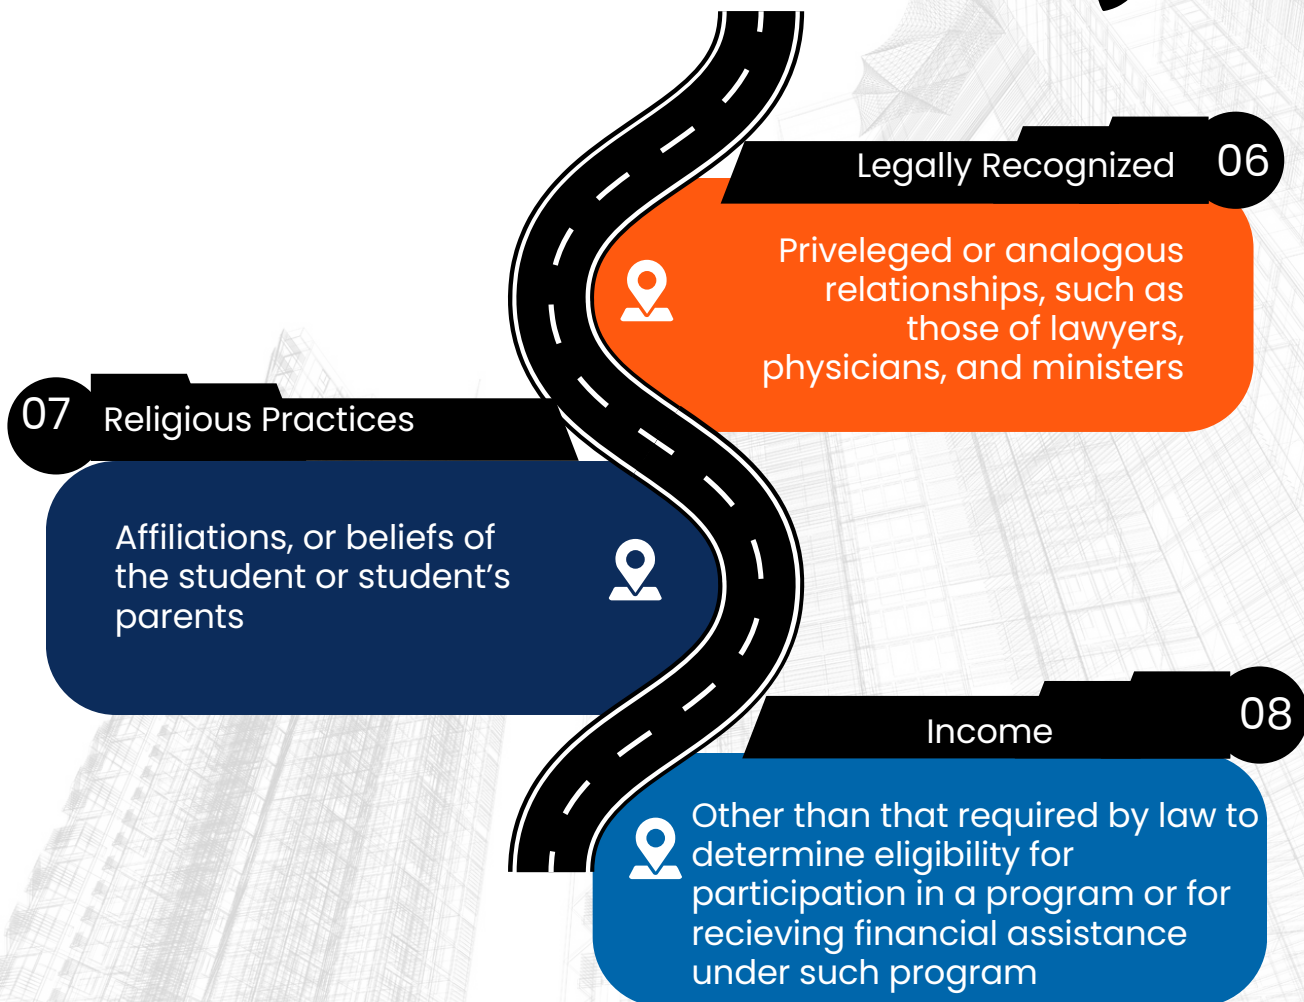 Legally Recognized
06
Priveleged or analogous
relationships, such as
those of lawyers,
physicians, and ministers
07
Religious Practices
Affiliations, or beliefs of
the student or student's
parents
Income
08
Other than that required by law to
determine eligibility for
participation in a program or for
recieving financial assistance
under such program